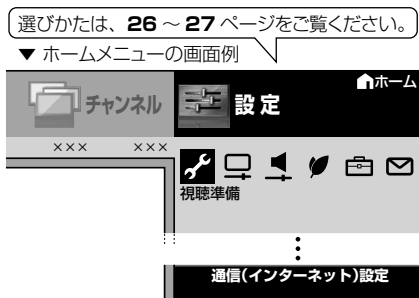 選びかたは、26～27ページをご覧ください。
▼ ホームメニューの画面例
ホーム
チャンネル
設定
××× ×××
視聴準備
通信(インターネット)設定